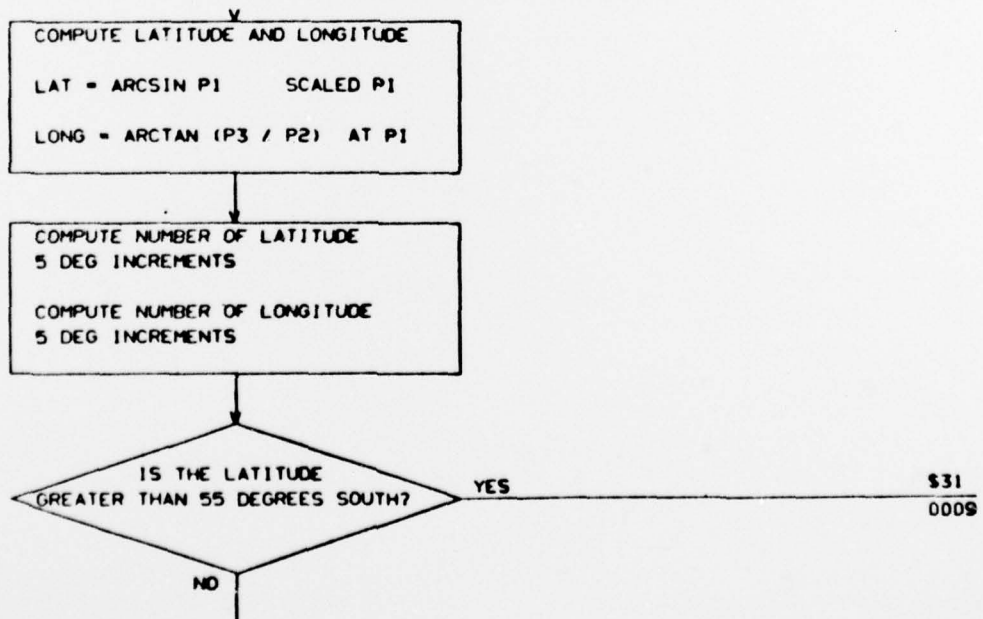 COMPUTE LATITUDE AND LONGITUDE
LAT = ARCSIN P1 SCALED PI
LONG = ARCTAN (P3 / P2) AT PI
COMPUTE NUMBER OF LATITUDE
5 DEG INCREMENTS
COMPUTE NUMBER OF LONGITUDE
5 DEG INCREMENTS
IS THE LATITUDE
GREATER THAN 55 DEGREES SOUTH?
YES
$31
0009
NO